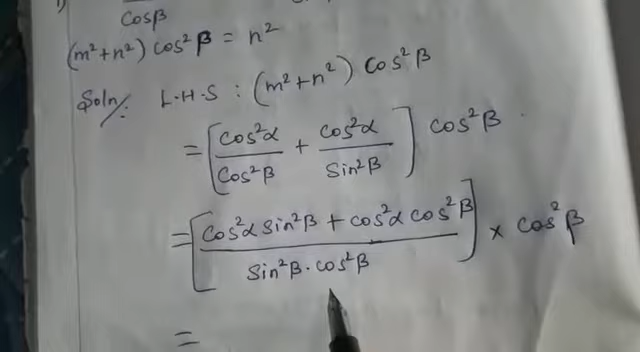 1)
Cosβ
(m²+n²) cos²β = n²
Soln/: L.H.S : (m²+n²) Cos²β
= [Cos²α/Cos²β + Cos²α/Sin²β] Cos²β.
= [Cos²α sin²β + cos²α cos²β / Sin²β · cos²β] × Cos²β
=